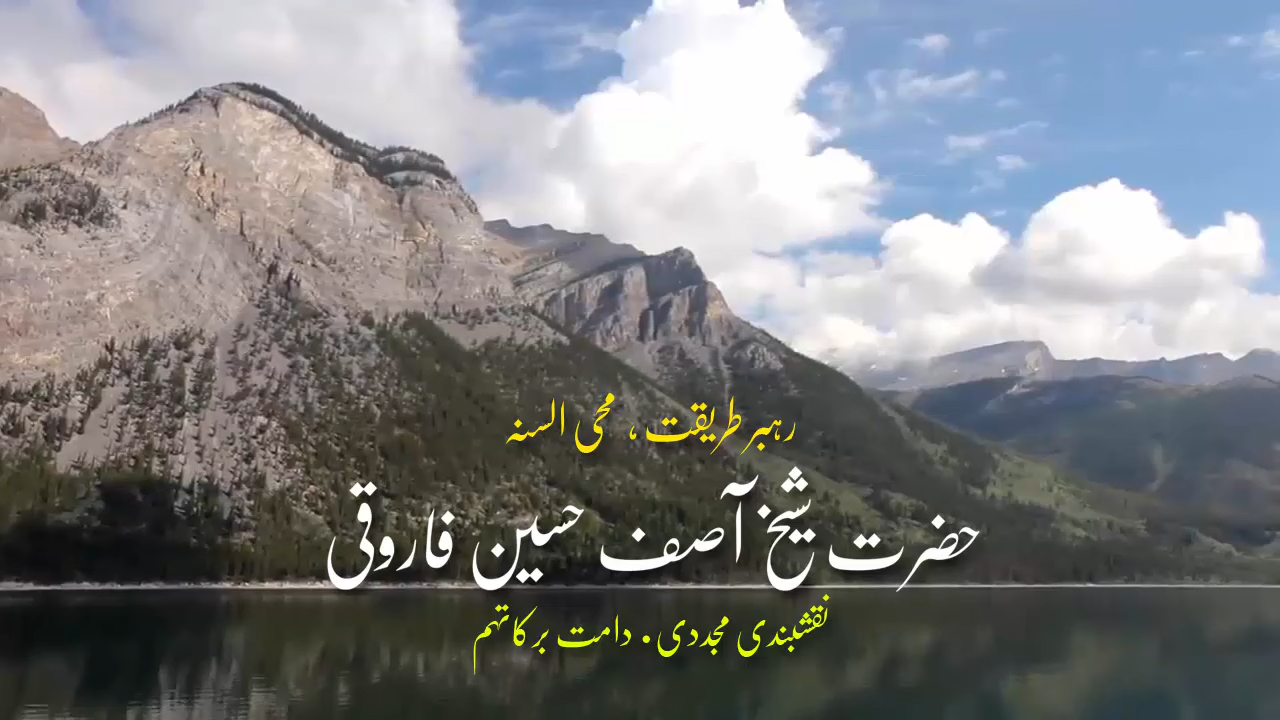 رہبر طریقت، محی السنہ
حضرت شیخ آصف حسین فاروقی
نقشبندی مجددی۔ دامت برکاتہم